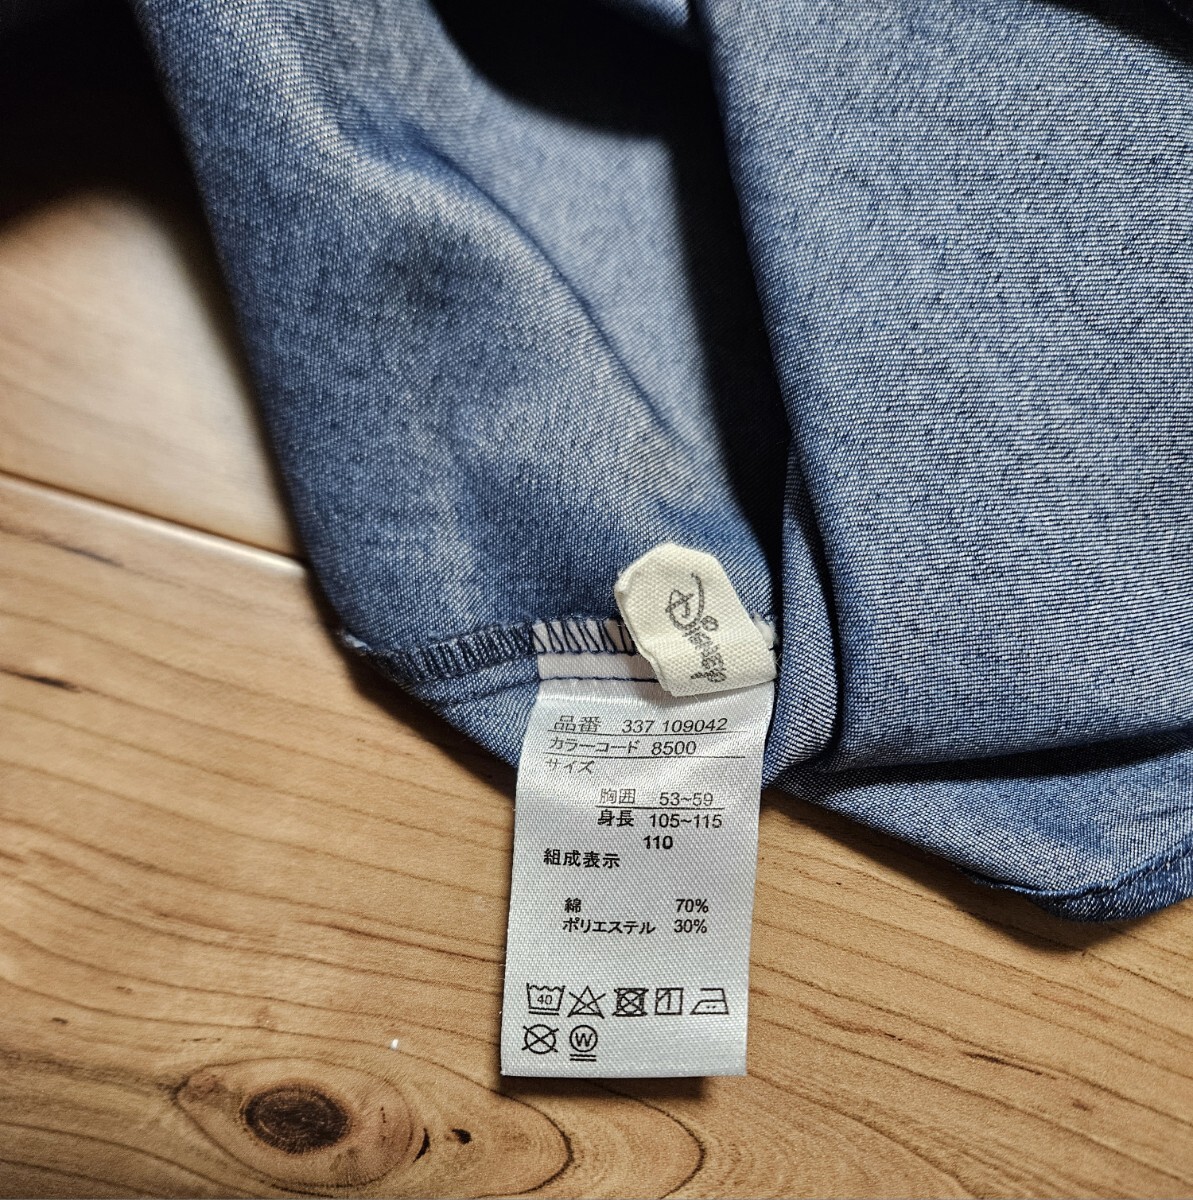 Disney
品番 337 109042
カラーコード 8500
サイズ
胸囲 53~59
身長 105~115
110
組成表示
綿 70%
ポリエステル 30%
40
W